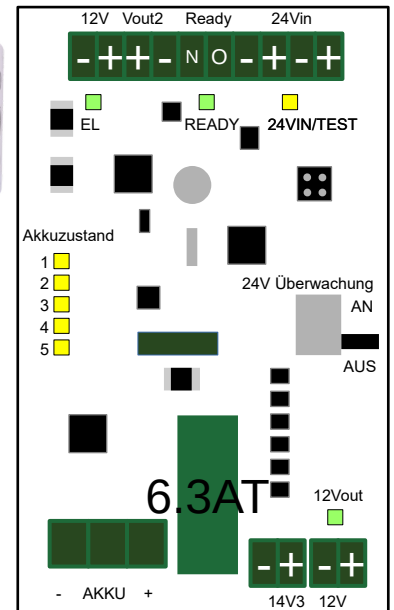 12V Vout2 Ready 24Vin
- + + - N O - + - +
EL READY 24VIN/TEST
Akkuzustand
1
2
3
4
5
24V Überwachung
AN
AUS
6.3AT
12Vout
- + - +
- AKKU +
14V3 12V